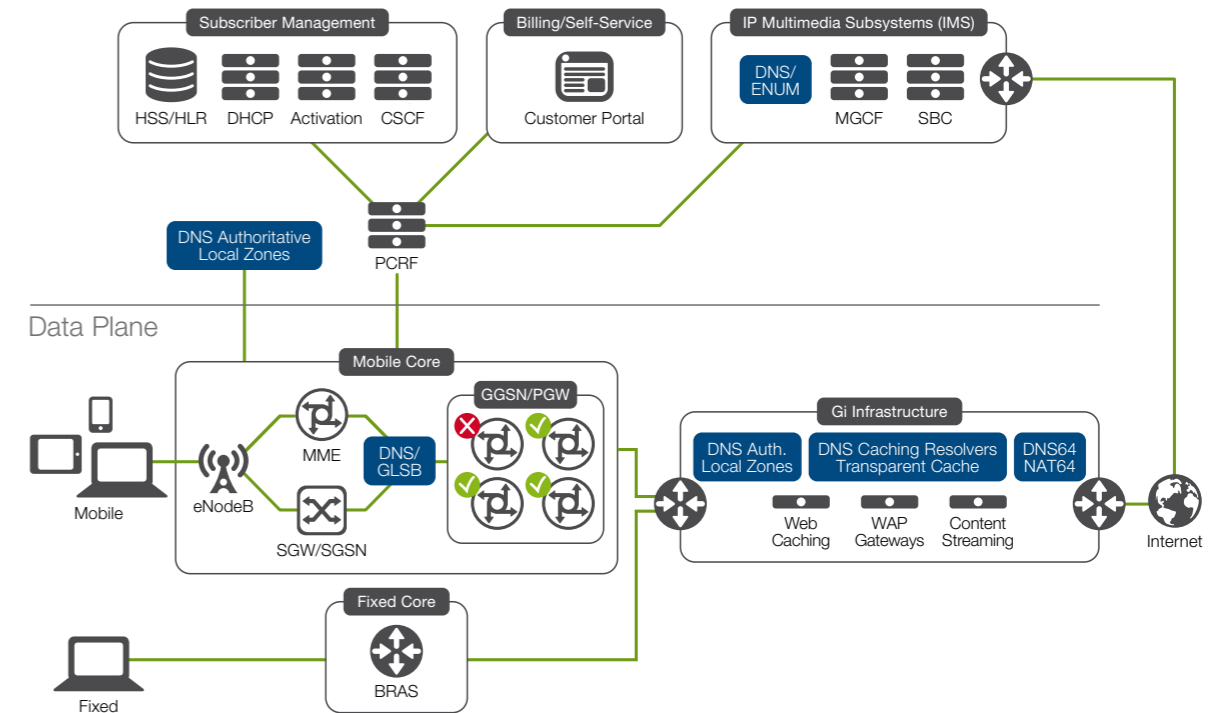 Subscriber Management
HSS/HLR
DHCP
Activation
CSCF
Billing/Self-Service
Customer Portal
IP Multimedia Subsystems (IMS)
DNS/
ENUM
MGCF
SBC
DNS Authoritative
Local Zones
PCRF
Data Plane
Mobile Core
Mobile
eNodeB
MME
SGW/SGSN
DNS/
GLSB
GGSN/PGW
Gi Infrastructure
DNS Auth.
Local Zones
DNS Caching Resolvers
Transparent Cache
DNS64
NAT64
Web
Caching
WAP
Gateways
Content
Streaming
Internet
Fixed Core
BRAS
Fixed